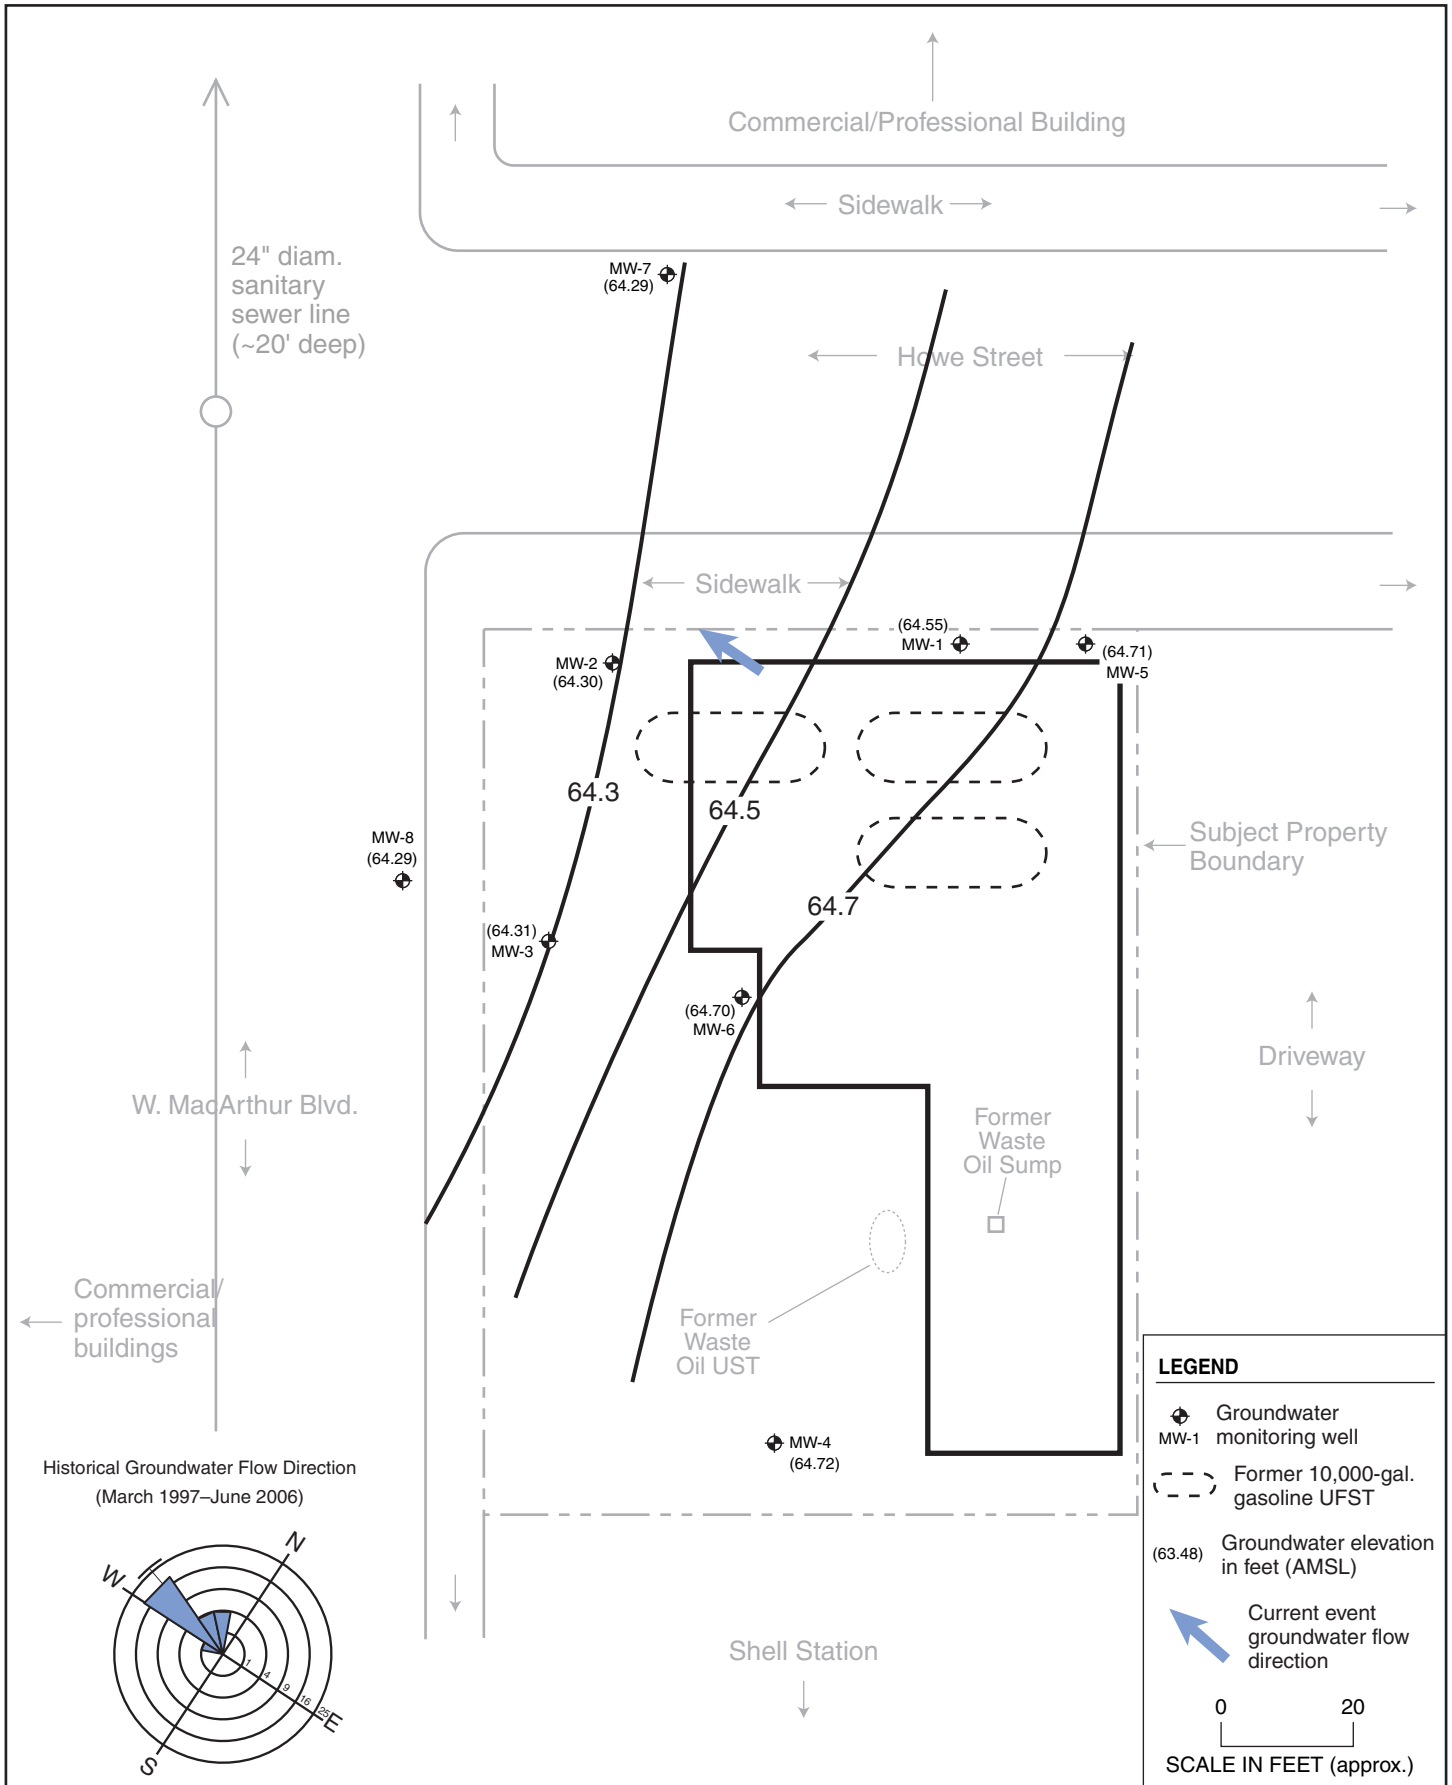 Commercial/Professional Building
Sidewalk
24" diam.
sanitary
sewer line
(~20' deep)
MW-7
(64.29)
Howe Street
Sidewalk
(64.55)
MW-1
(64.71)
MW-5
MW-2
(64.30)
64.3
64.5
64.7
MW-8
(64.29)
Subject Property
Boundary
(64.31)
MW-3
(64.70)
MW-6
Driveway
W. MacArthur Blvd.
Former
Waste
Oil Sump
Commercial/
professional
buildings
Former
Waste
Oil UST
MW-4
(64.72)
Historical Groundwater Flow Direction
(March 1997–June 2006)
N
W
1
4
9
16
25
E
S
Shell Station
LEGEND
MW-1
Groundwater
monitoring well
Former 10,000-gal.
gasoline UFST
(63.48)
Groundwater elevation
in feet (AMSL)
Current event
groundwater flow
direction
0 20
SCALE IN FEET (approx.)